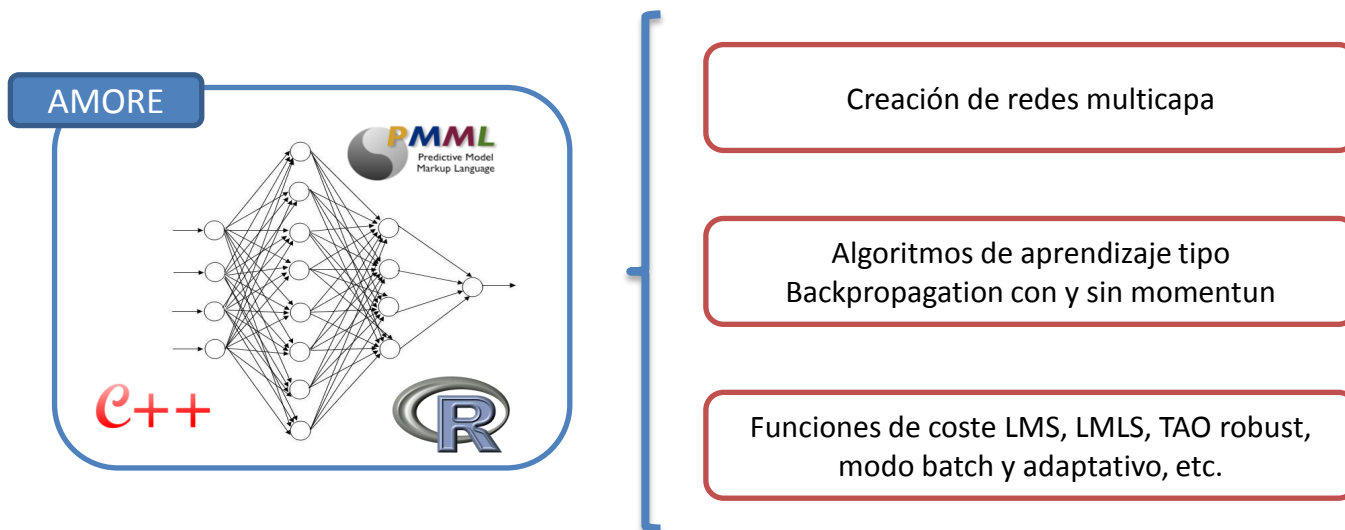 AMORE
PMML
Predictive Model
Markup Language
C++
R
Creación de redes multicapa
Algoritmos de aprendizaje tipo
Backpropagation con y sin momentun
Funciones de coste LMS, LMLS, TAO robust,
modo batch y adaptativo, etc.